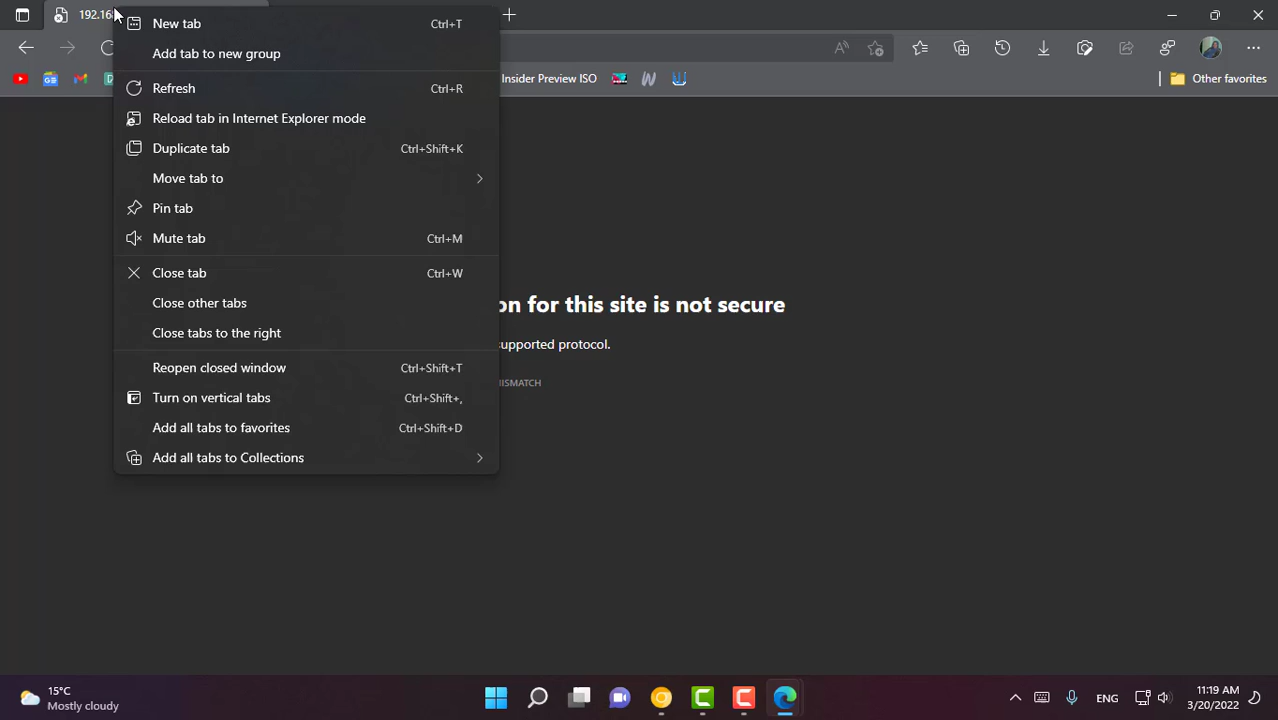 192.16
New tab Ctrl+T
Add tab to new group
Refresh Ctrl+R
Reload tab in Internet Explorer mode
Duplicate tab Ctrl+Shift+K
Move tab to
Pin tab
Mute tab Ctrl+M
Close tab Ctrl+W
Close other tabs
Close tabs to the right
Reopen closed window Ctrl+Shift+T
Turn on vertical tabs Ctrl+Shift+,
Add all tabs to favorites Ctrl+Shift+D
Add all tabs to Collections
Insider Preview ISO
Other favorites
on for this site is not secure
supported protocol.
ISMATCH
15°C
Mostly cloudy
ENG
11:19 AM
3/20/2022